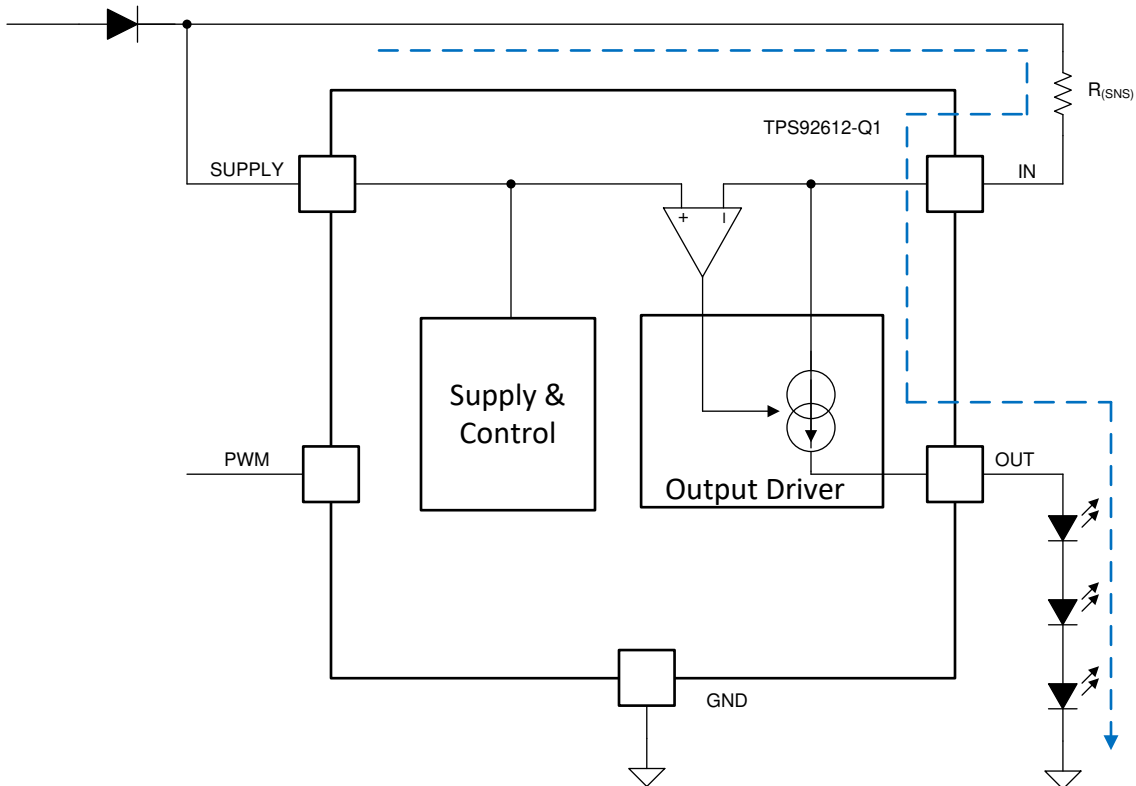 R(SNS)
TPS92612-Q1
SUPPLY
IN
+
–
Supply &
Control
Output Driver
PWM
OUT
GND